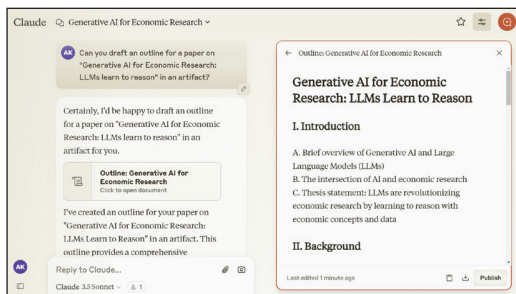 Claude
Generative AI for Economic Research
AK
Can you draft an outline for a paper on
"Generative AI for Economic Research:
LLMs learn to reason" in an artifact?
Certainly, I'd be happy to draft an outline
for a paper on "Generative AI for Economic
Research: LLMs learn to reason" in an
artifact for you.
Outline: Generative AI for
Economic Research
Click to open document
I've created an outline for your paper on
"Generative AI for Economic Research:
LLMs Learn to Reason" in an artifact. This
outline provides a comprehensive
AK
Reply to Claude...
Claude 3.5 Sonnet
1
Outline: Generative AI for Economic Research
Generative AI for Economic
Research: LLMs Learn to Reason
I. Introduction
A. Brief overview of Generative AI and Large
Language Models (LLMs)
B. The intersection of AI and economic research
C. Thesis statement: LLMs are revolutionizing
economic research by learning to reason with
economic concepts and data
II. Background
Last edited 1 minute ago
Publish